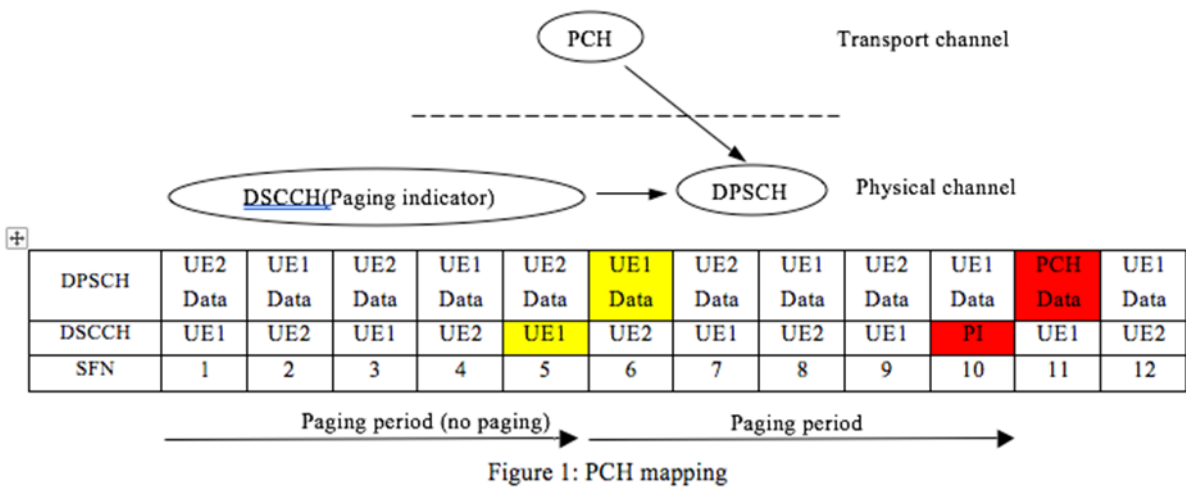 PCH
Transport channel
DSCCH(Paging indicator)
DPSCH
Physical channel
DPSCH UE2 Data UE1 Data UE2 Data UE1 Data UE2 Data UE1 Data UE2 Data UE1 Data UE2 Data UE1 Data PCH Data UE1 Data
DSCCH UE1 UE2 UE1 UE2 UE1 UE2 UE1 UE2 UE1 PI UE1 UE2
SFN 1 2 3 4 5 6 7 8 9 10 11 12
Paging period (no paging)
Paging period
Figure 1: PCH mapping